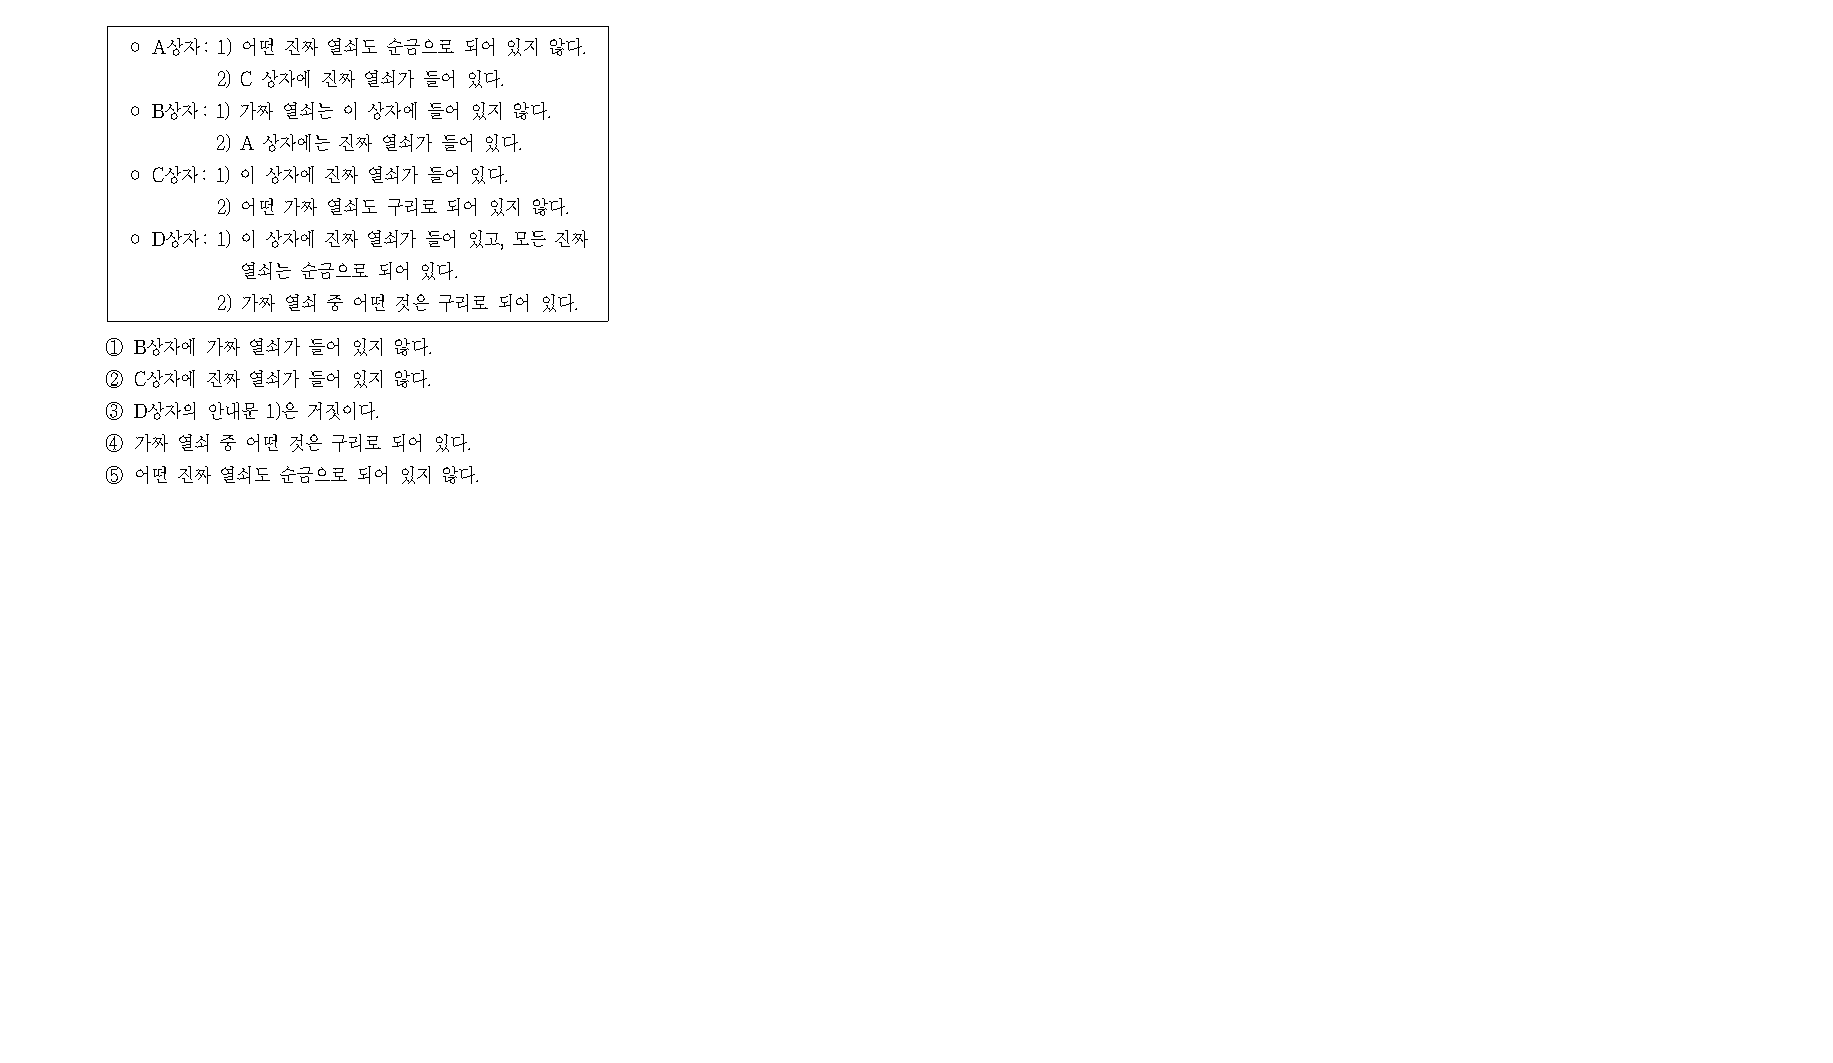 ㅇ A상자: 1) 어떤 진짜 열쇠도 순금으로 되어 있지 않다.
2) C 상자에 진짜 열쇠가 들어 있다.
ㅇ B상자: 1) 가짜 열쇠는 이 상자에 들어 있지 않다.
2) A 상자에는 진짜 열쇠가 들어 있다.
ㅇ C상자: 1) 이 상자에 진짜 열쇠가 들어 있다.
2) 어떤 가짜 열쇠도 구리로 되어 있지 않다.
ㅇ D상자: 1) 이 상자에 진짜 열쇠가 들어 있고, 모든 진짜
열쇠는 순금으로 되어 있다.
2) 가짜 열쇠 중 어떤 것은 구리로 되어 있다.
① B상자에 가짜 열쇠가 들어 있지 않다.
② C상자에 진짜 열쇠가 들어 있지 않다.
③ D상자의 안내문 1)은 거짓이다.
④ 가짜 열쇠 중 어떤 것은 구리로 되어 있다.
⑤ 어떤 진짜 열쇠도 순금으로 되어 있지 않다.